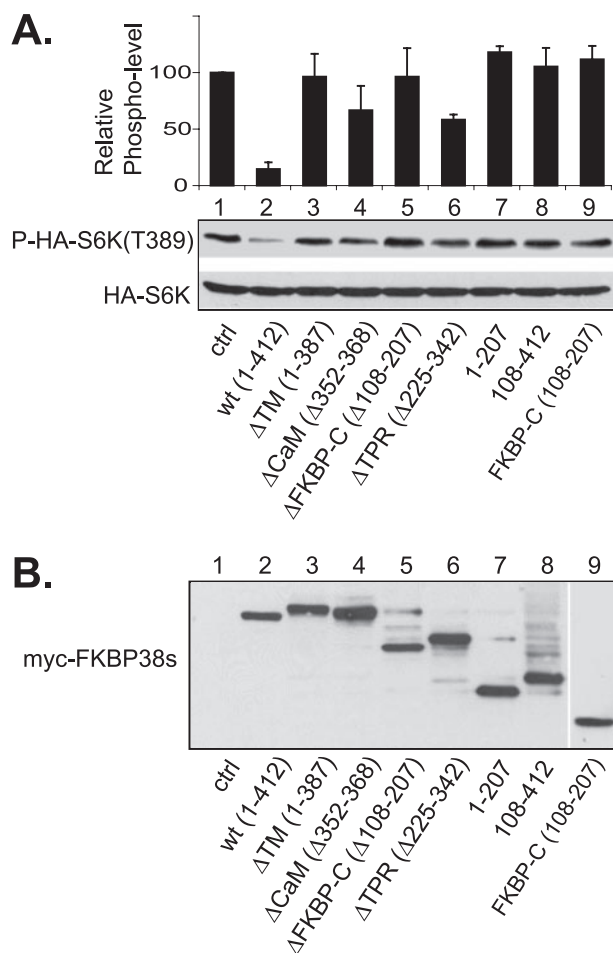 A.
Relative
Phospho-level
100
50
0
1 2 3 4 5 6 7 8 9
P-HA-S6K(T389)
HA-S6K
ctrl
wt (1-412)
ΔTM (1-387)
ΔCaM (Δ352-368)
ΔFKBP-C (Δ108-207)
ΔTPR (Δ225-342)
1-207
108-412
FKBP-C (108-207)
B.
1 2 3 4 5 6 7 8 9
myc-FKBP38s
ctrl
wt (1-412)
ΔTM (1-387)
ΔCaM (Δ352-368)
ΔFKBP-C (Δ108-207)
ΔTPR (Δ225-342)
1-207
108-412
FKBP-C (108-207)